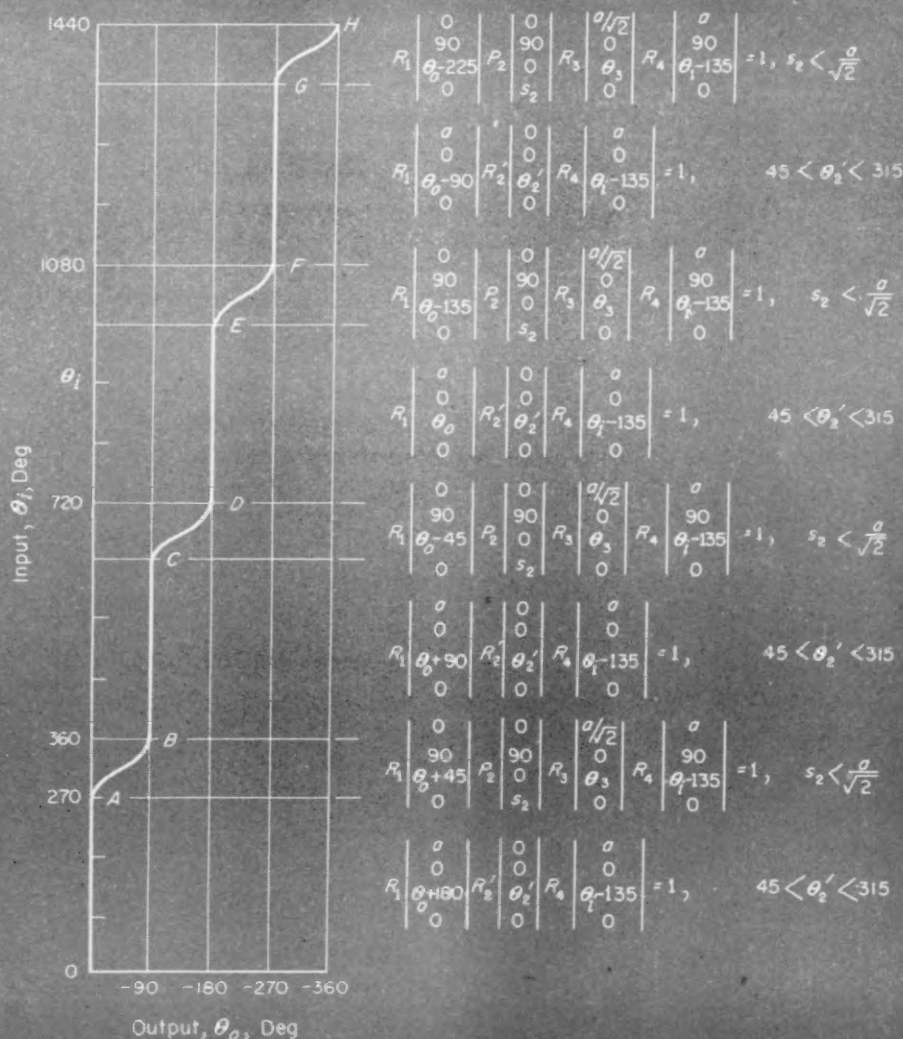 1440
H
R₁ |0 90 θₒ-225 0| P₂ |0 90 0 s₂| R₃ |a/√2 0 θ₃ 0| R₄ |a 90 θᵢ-135 0| = 1, s₂ < a/√2
G
R₁ |a 0 θₒ-90 0| R₂' |0 0 θ₂' 0| R₄ |a 0 θᵢ-135 0| = 1, 45 < θ₂' < 315
1080
F
R₁ |0 90 θₒ-135 0| P₂ |0 90 0 s₂| R₃ |a/√2 0 θ₃ 0| R₄ |a 90 θᵢ-135 0| = 1, s₂ < a/√2
E
θᵢ
R₁ |a 0 θₒ 0| R₂' |0 0 θ₂' 0| R₄ |a 0 θᵢ-135 0| = 1, 45 < θ₂' < 315
Input, θᵢ, Deg
720
D
R₁ |0 90 θₒ-45 0| P₂ |0 90 0 s₂| R₃ |a/√2 0 θ₃ 0| R₄ |a 90 θᵢ-135 0| = 1, s₂ < a/√2
C
R₁ |a 0 θₒ+90 0| R₂' |0 0 θ₂' 0| R₄ |a 0 θᵢ-135 0| = 1, 45 < θ₂' < 315
360
B
R₁ |0 90 θₒ+45 0| P₂ |0 90 0 s₂| R₃ |a/√2 0 θ₃ 0| R₄ |a 90 θᵢ-135 0| = 1, s₂ < a/√2
270
A
R₁ |a 0 θₒ+180 0| R₂' |0 0 θ₂' 0| R₄ |a 0 θᵢ-135 0| = 1, 45 < θ₂' < 315
0
-90 -180 -270 -360
Output, θₒ, Deg